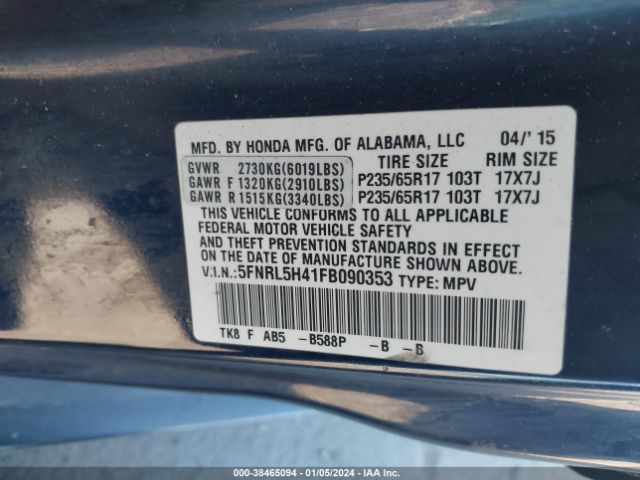 MFD. BY HONDA MFG. OF ALABAMA, LLC 04/'15
TIRE SIZE RIM SIZE
GVWR 2730KG(6019LBS)
GAWR F 1320KG(2910LBS) P235/65R17 103T 17X7J
GAWR R 1515KG(3340LBS) P235/65R17 103T 17X7J
THIS VEHICLE CONFORMS TO ALL APPLICABLE
FEDERAL MOTOR VEHICLE SAFETY
AND THEFT PREVENTION STANDARDS IN EFFECT
ON THE DATE OF MANUFACTURE SHOWN ABOVE.
V.I.N.:5FNRL5H41FB090353 TYPE: MPV
TK8 F AB5 -B588P -B -B
000-38465094 - 01/05/2024 - IAA Inc.